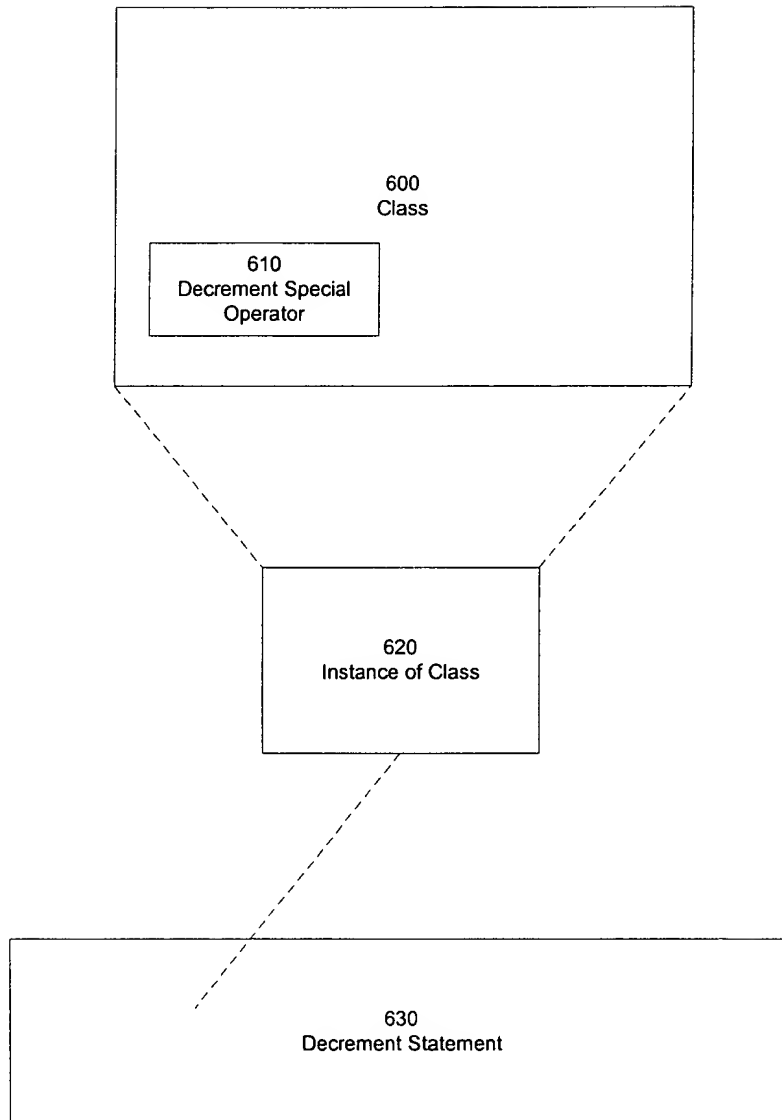 600
Class
610
Decrement Special
Operator
620
Instance of Class
630
Decrement Statement